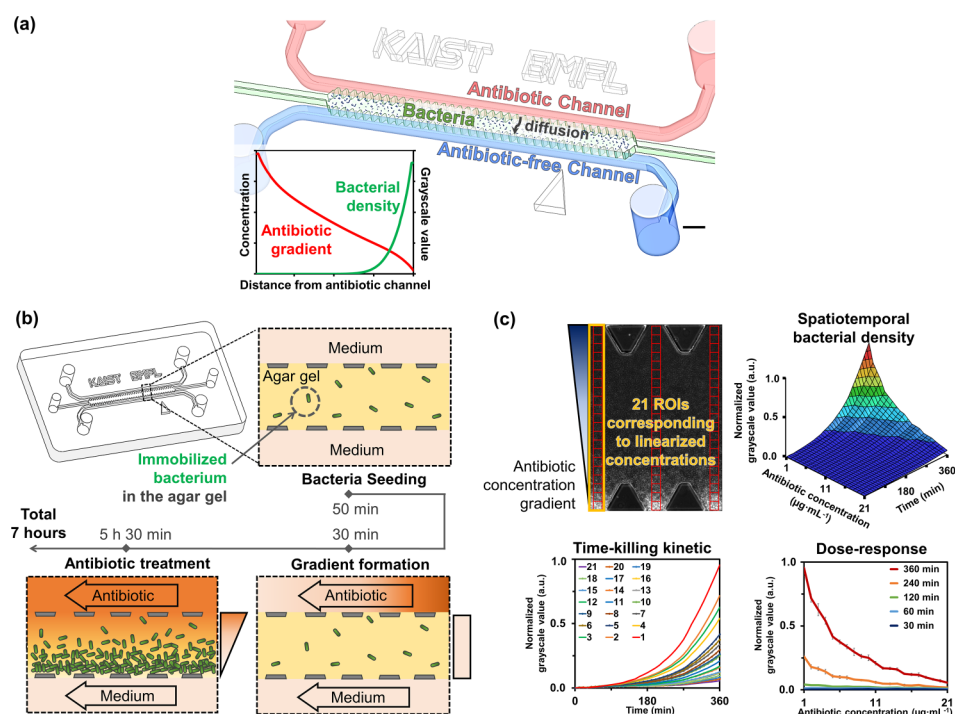 (a)
KAIST BMFL
Antibiotic Channel
Bacteria
diffusion
Antibiotic-free Channel
Concentration
Grayscale value
Bacterial
density
Antibiotic
gradient
Distance from antibiotic channel
(b)
KAIST BMFL
Medium
Agar gel
Medium
Immobilized
bacterium
in the agar gel
Bacteria Seeding
50 min
Total
7 hours
5 h 30 min
30 min
Antibiotic treatment
Gradient formation
Antibiotic
Medium
Antibiotic
Medium
(c)
21 ROIs
corresponding
to linearized
concentrations
Antibiotic
concentration
gradient
Spatiotemporal
bacterial density
Normalized
grayscale value (a.u.)
1.0
0.5
0.0
1
11
21
Antibiotic concentration
(μg·mL⁻¹)
360
180
0
Time (min)
Time-killing kinetic
Normalized
grayscale value (a.u.)
1.0
0.5
0.0
21 20 19
18 17 16
15 14 13
12 11 10
9 8 7
6 5 4
3 2 1
0 180 360
Time (min)
Dose-response
Normalized
grayscale value (a.u.)
1.0
0.5
0.0
360 min
240 min
120 min
60 min
30 min
1 11 21
Antibiotic concentration (μg·mL⁻¹)